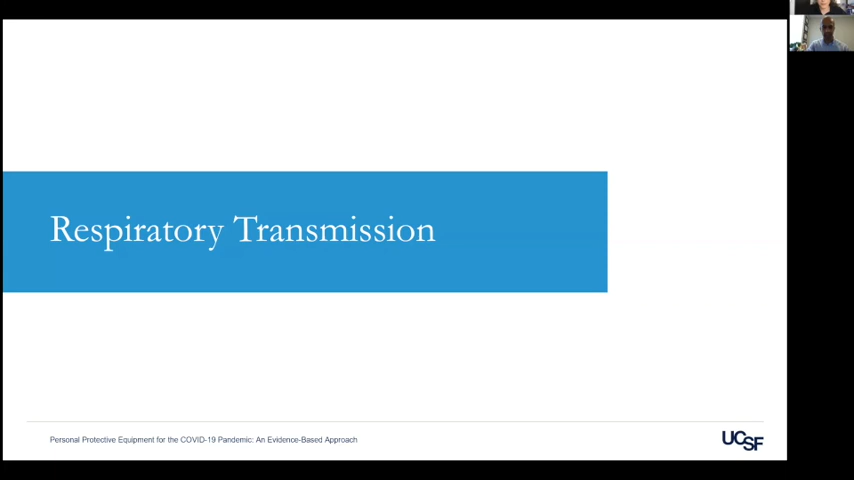 Respiratory Transmission
Personal Protective Equipment for the COVID-19 Pandemic: An Evidence-Based Approach
UCSF